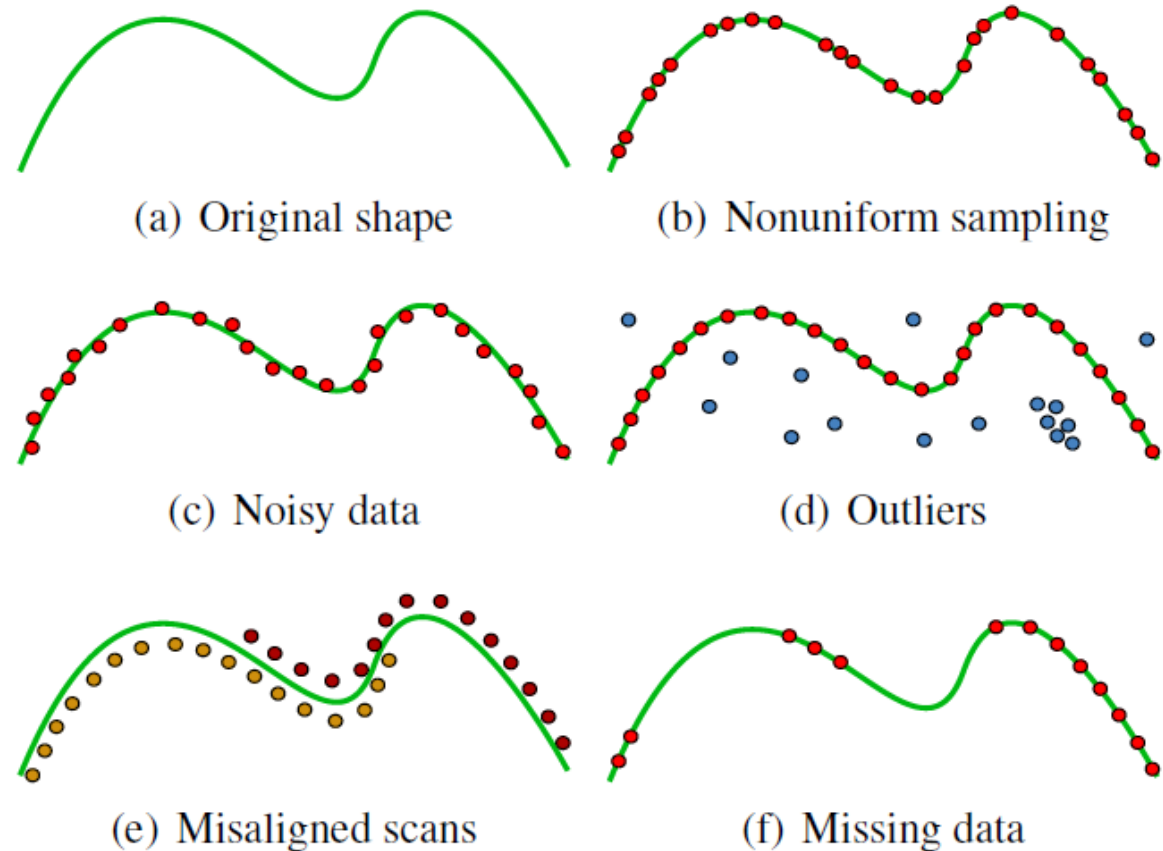 (a) Original shape
(b) Nonuniform sampling
(c) Noisy data
(d) Outliers
(e) Misaligned scans
(f) Missing data